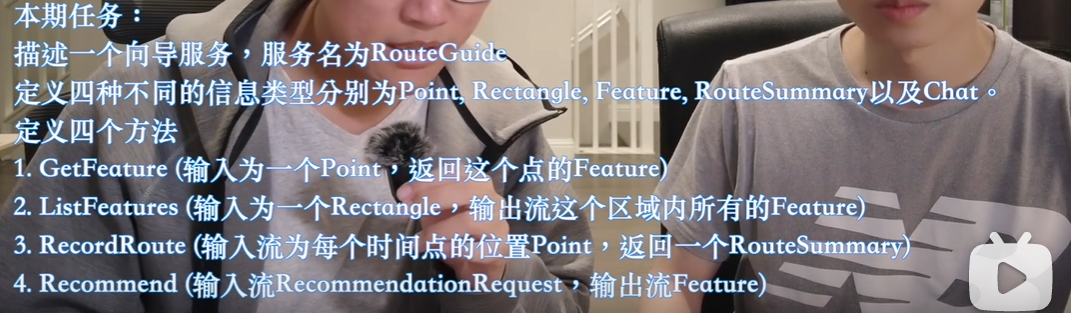 本期任务：
描述一个向导服务，服务名为RouteGuide
定义四种不同的信息类型分别为Point, Rectangle, Feature, RouteSummary以及Chat。
定义四个方法
1. GetFeature (输入为一个Point，返回这个点的Feature)
2. ListFeatures (输入为一个Rectangle，输出流这个区域内所有的Feature)
3. RecordRoute (输入流为每个时间点的位置Point，返回一个RouteSummary)
4. Recommend (输入流RecommendationRequest，输出流Feature)